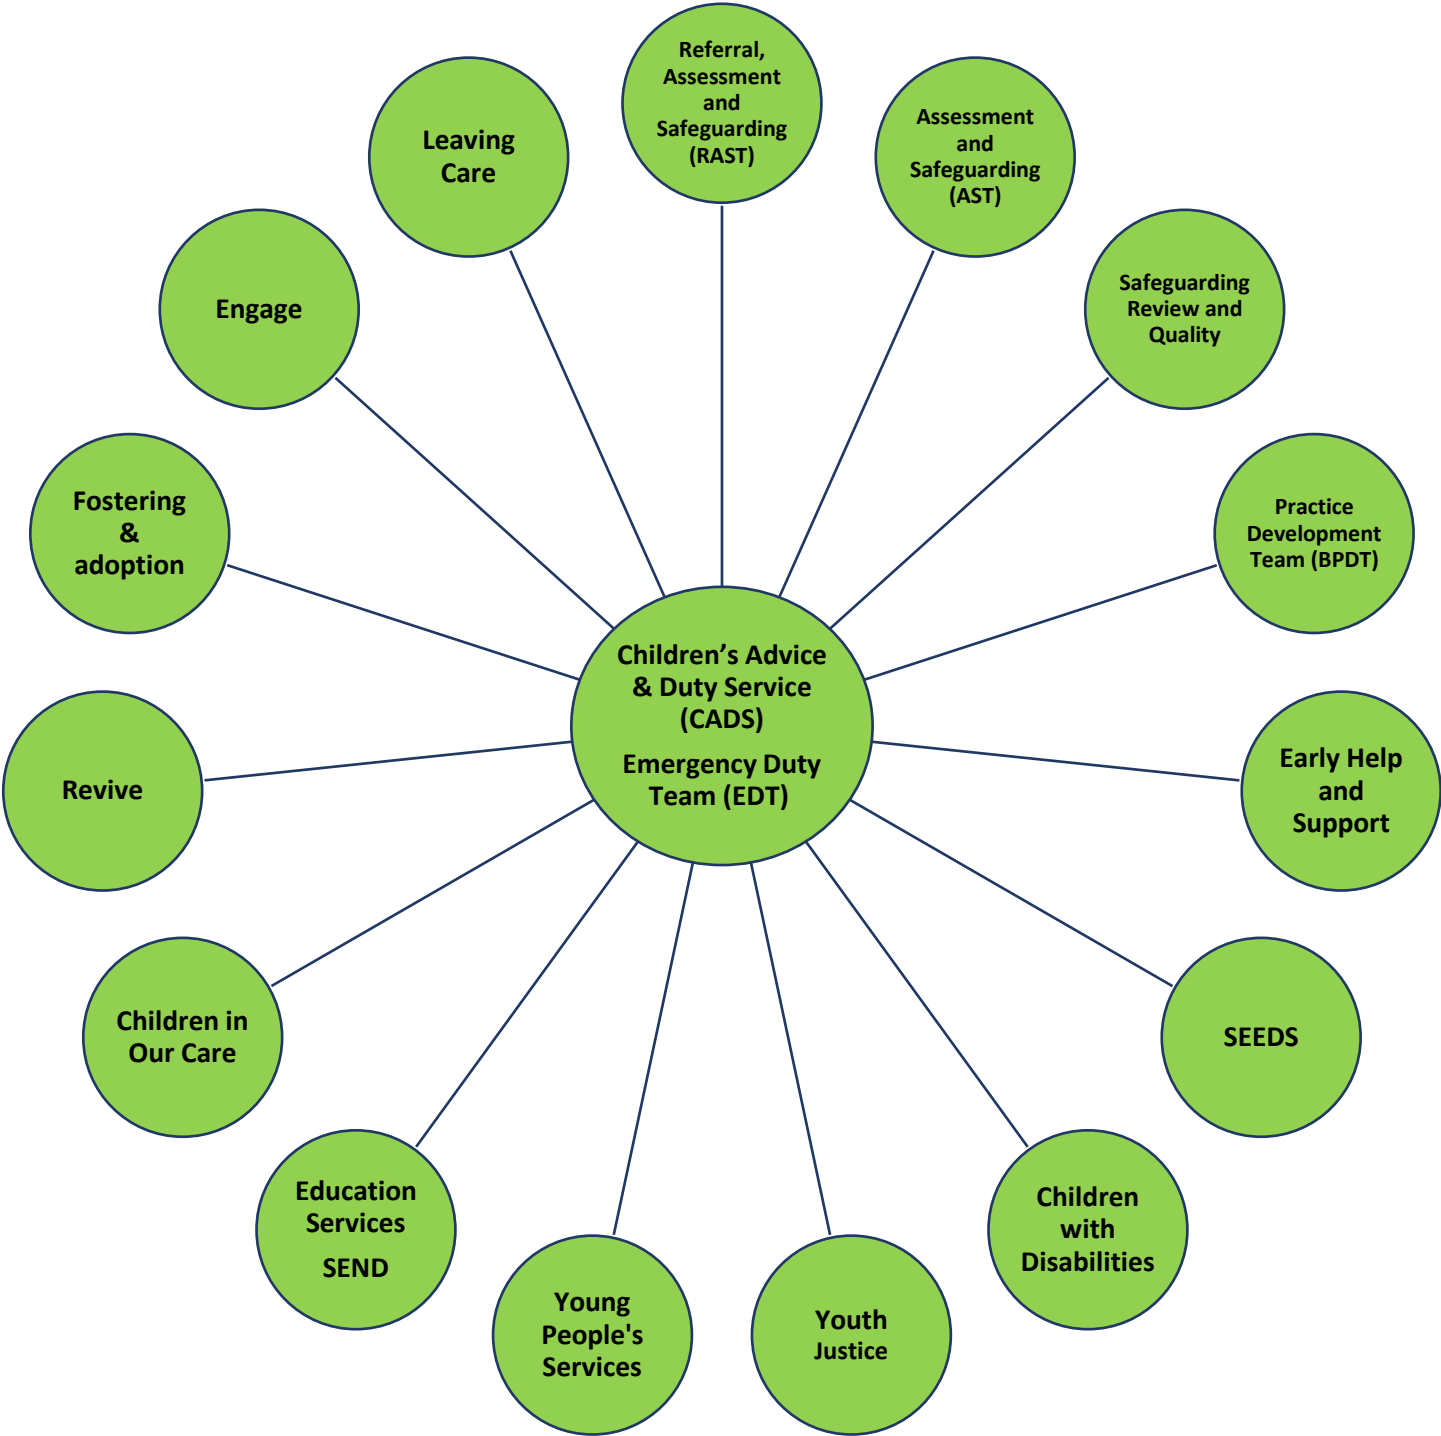 Referral,
Assessment
and
Safeguarding
(RAST)
Assessment
and
Safeguarding
(AST)
Safeguarding
Review and
Quality
Practice
Development
Team (BPDT)
Early Help
and
Support
SEEDS
Children
with
Disabilities
Youth
Justice
Young
People's
Services
Education
Services
SEND
Children in
Our Care
Revive
Fostering
&
adoption
Engage
Leaving
Care
Children’s Advice
& Duty Service
(CADS)
Emergency Duty
Team (EDT)